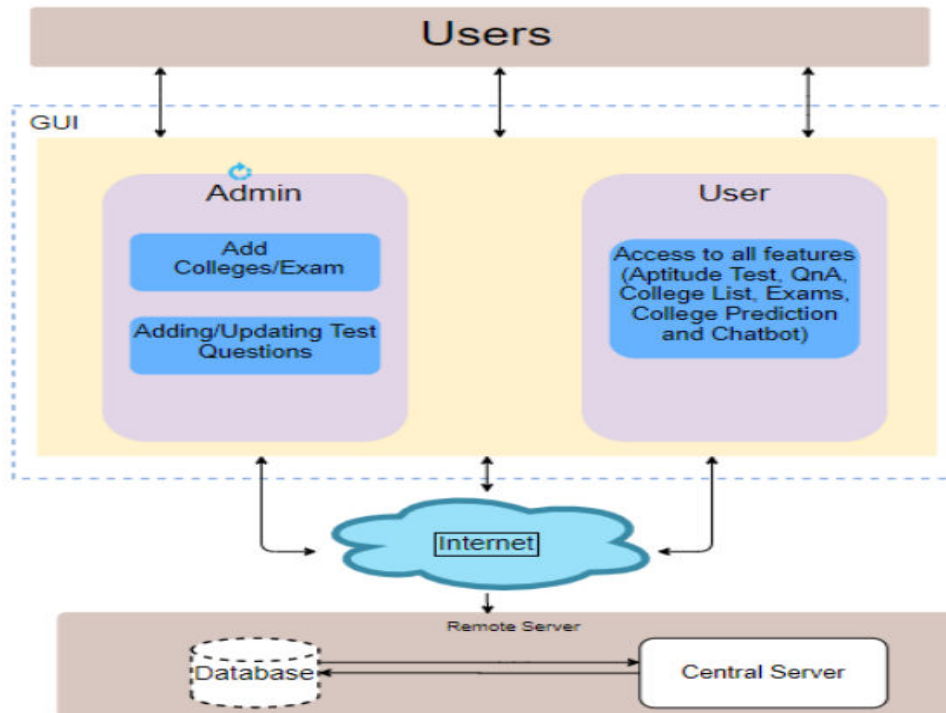 Users
GUI
Admin
Add
Colleges/Exam
Adding/Updating Test
Questions
User
Access to all features
(Aptitude Test, QnA,
College List, Exams,
College Prediction
and Chatbot)
Internet
Remote Server
Database
Central Server